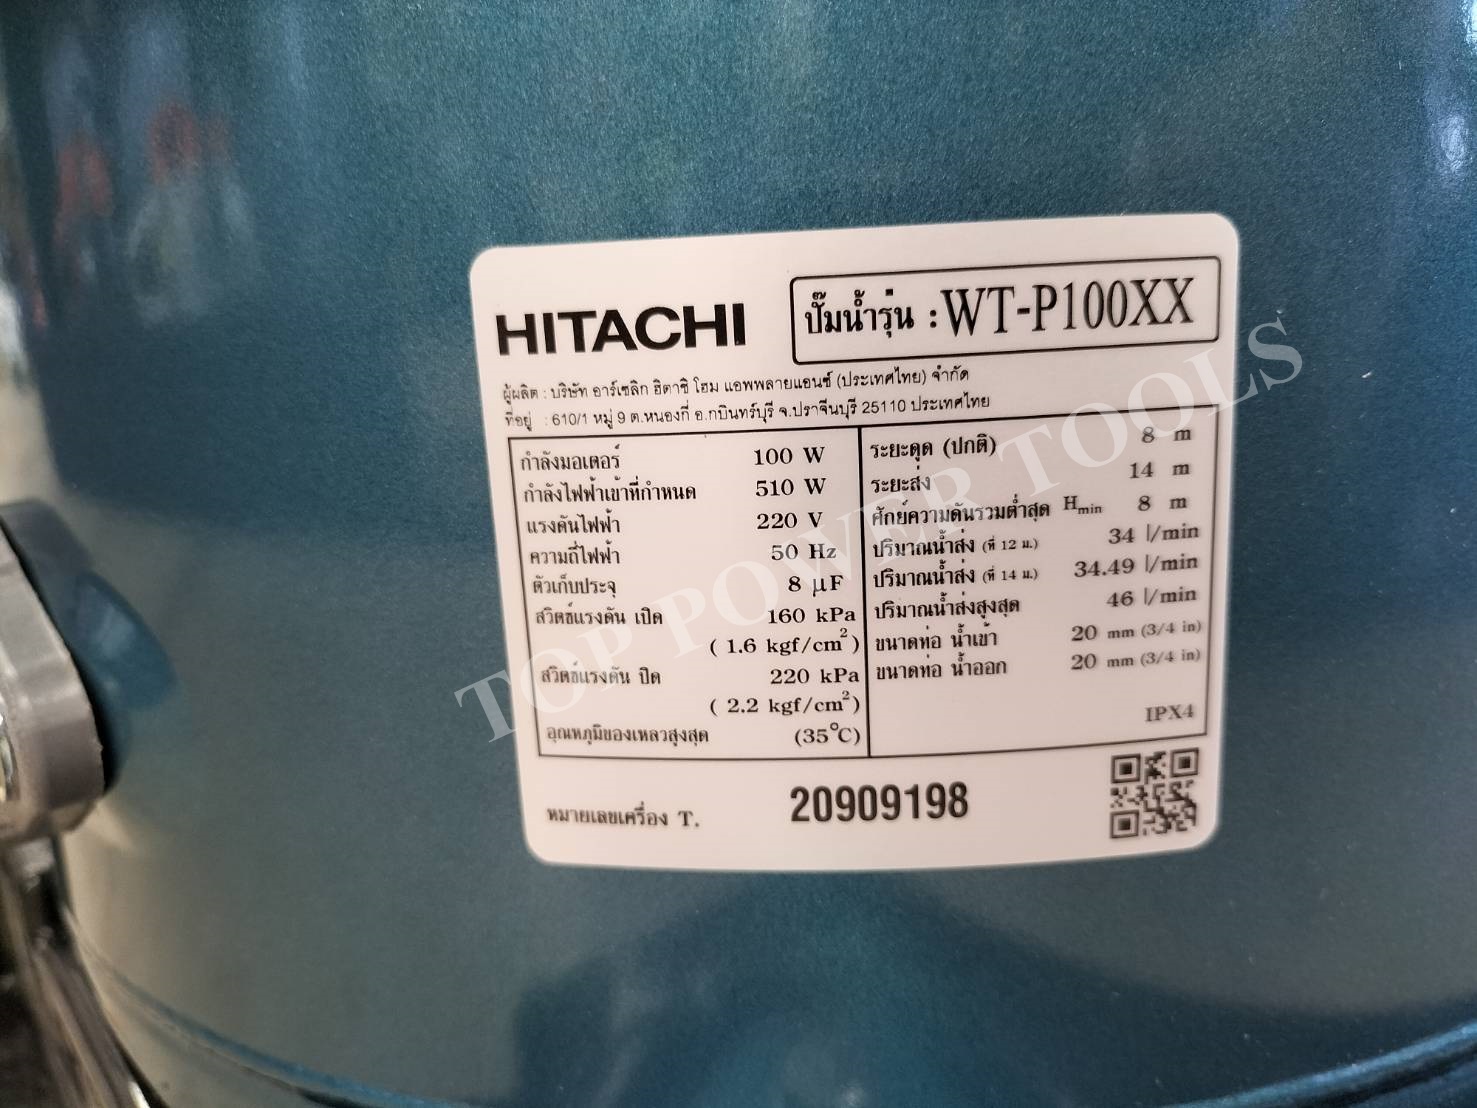 HITACHI
ปั๊มน้ำรุ่น : WT-P100XX
ผู้ผลิต : บริษัท อาร์เซลิก ฮิตาชิ โฮม แอพพลายแอนซ์ (ประเทศไทย) จำกัด
ที่อยู่ : 610/1 หมู่ 9 ต.หนองกี่ อ.กบินทร์บุรี จ.ปราจีนบุรี 25110 ประเทศไทย
กำลังมอเตอร์ 100 W
กำลังไฟฟ้าเข้าที่กำหนด 510 W
แรงดันไฟฟ้า 220 V
ความถี่ไฟฟ้า 50 Hz
ตัวเก็บประจุ 8 µF
สวิตช์แรงดัน เปิด 160 kPa
( 1.6 kgf/cm²)
สวิตช์แรงดัน ปิด 220 kPa
( 2.2 kgf/cm²)
อุณหภูมิของเหลวสูงสุด (35°C)
ระยะดูด (ปกติ) 8 m
ระยะส่ง 14 m
ศักย์ความดันรวมต่ำสุด Hmin 8 m
ปริมาณน้ำส่ง (ที่ 12 ม.) 34 l/min
ปริมาณน้ำส่ง (ที่ 14 ม.) 34.49 l/min
ปริมาณน้ำส่งสูงสุด 46 l/min
ขนาดท่อ น้ำเข้า 20 mm (3/4 in)
ขนาดท่อ น้ำออก 20 mm (3/4 in)
IPX4
หมายเลขเครื่อง T. 20909198
TOP POWER TOOLS